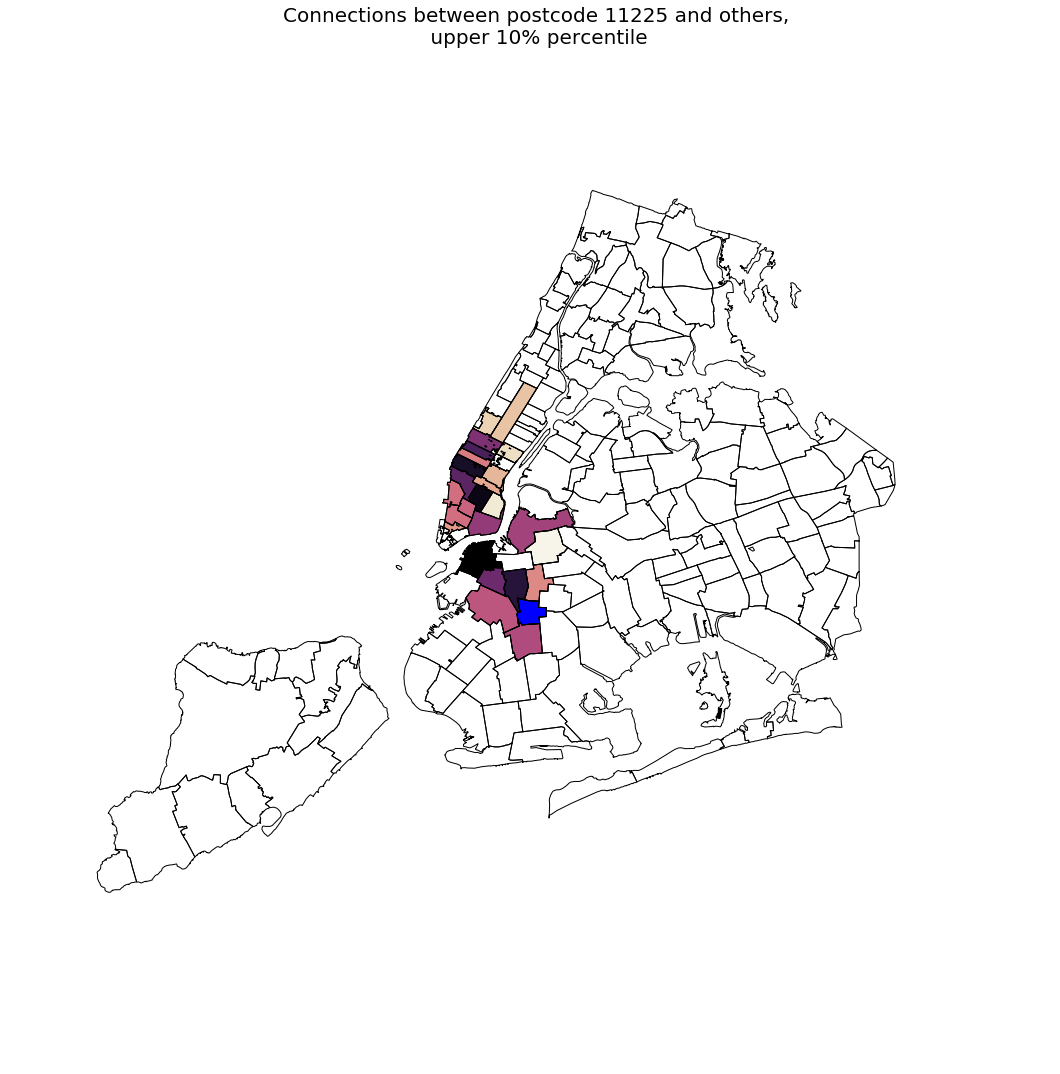 Connections between postcode 11225 and others,
upper 10% percentile